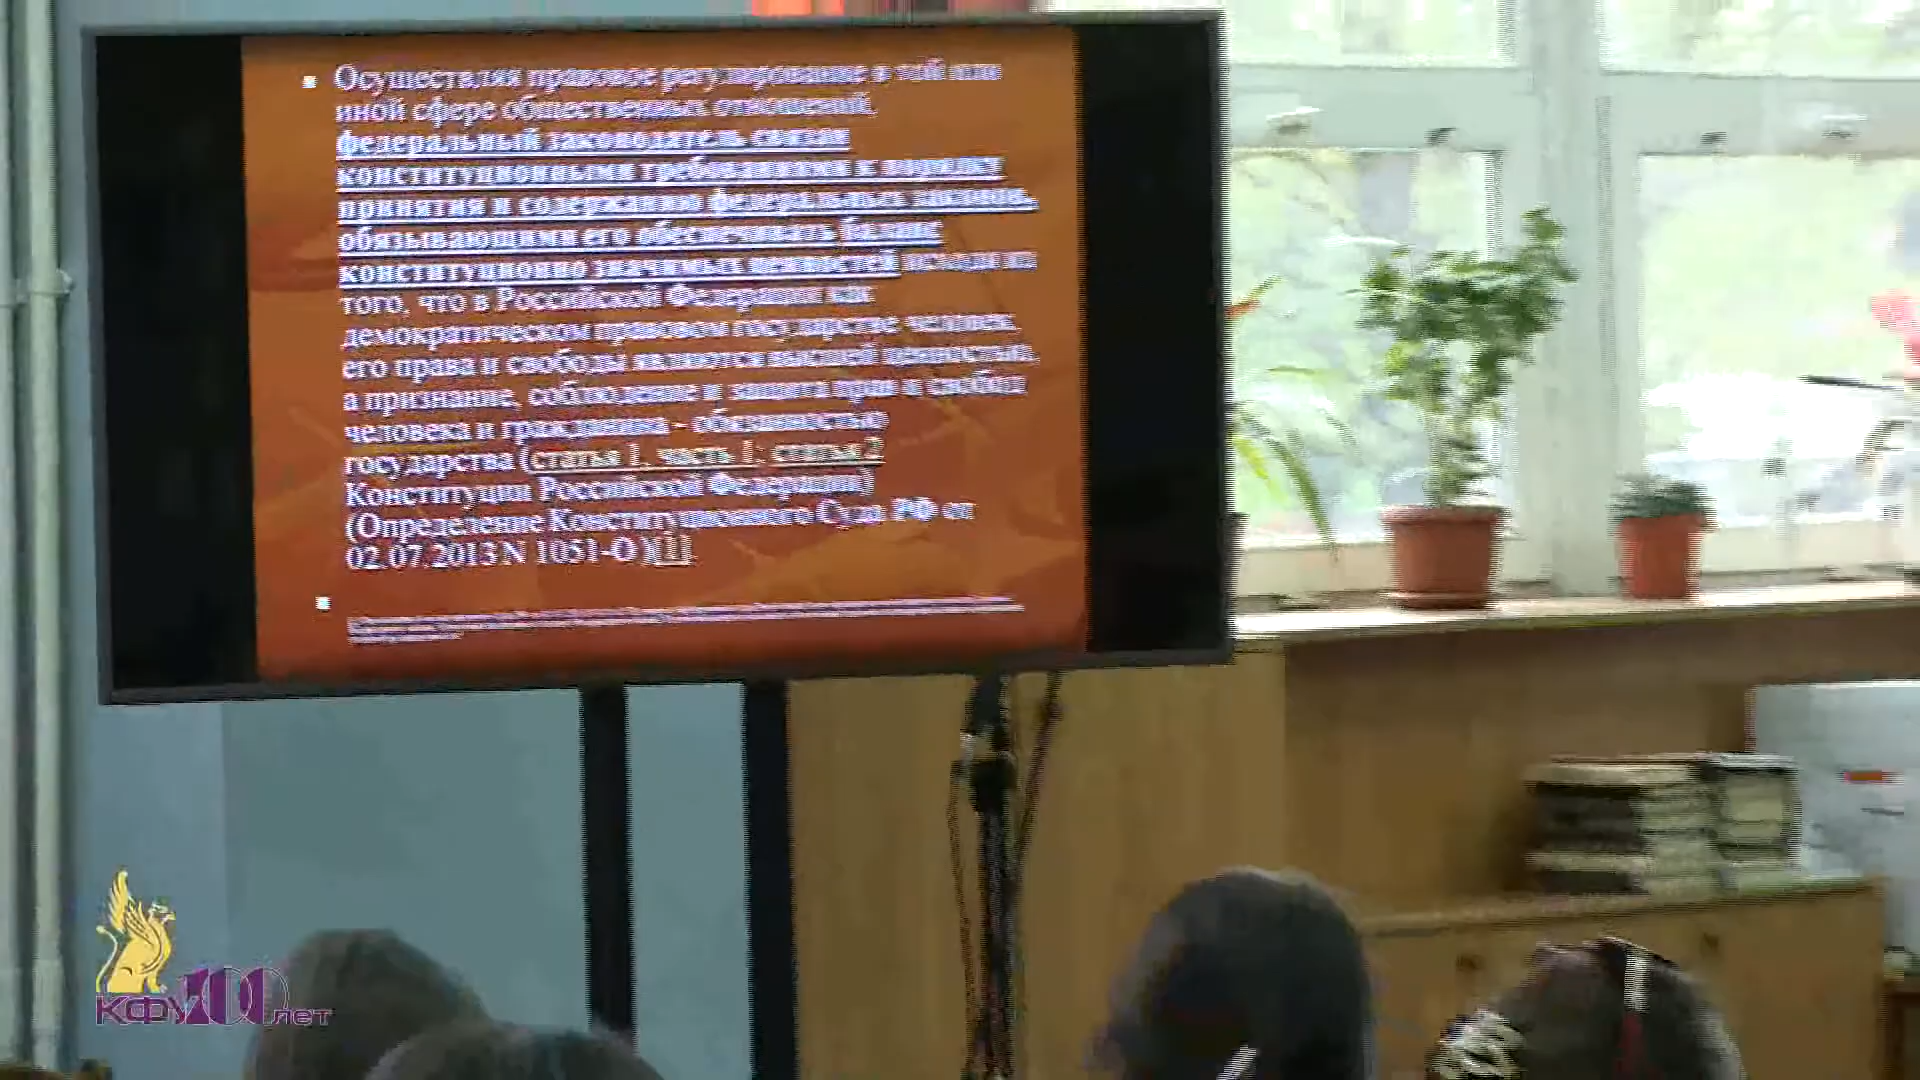 Осуществляя правовое регулирование в той или
иной сфере общественных отношений,
федеральный законодатель связан
конституционными требованиями к порядку
принятия и содержанию федеральных законов,
обязывающими его обеспечивать баланс
конституционно значимых ценностей исходя из
того, что в Российской Федерации как
демократическом правовом государстве человек,
его права и свободы являются высшей ценностью,
а признание, соблюдение и защита прав и свобод
человека и гражданина - обязанностью
государства (статья 1, часть 1; статья 2
Конституции Российской Федерации)
(Определение Конституционного Суда РФ от
02.07.2013 N 1051-О)[1].
КФУ 100 лет